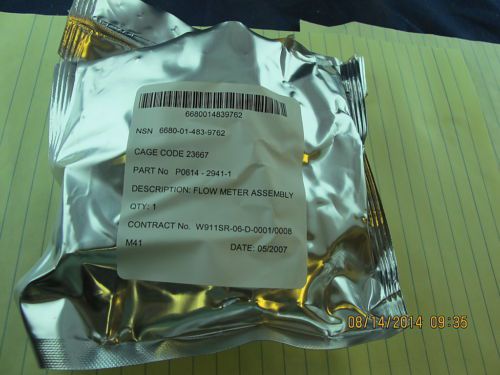 6680014839762
NSN 6680-01-483-9762
CAGE CODE 23667
PART No P0614 - 2941-1
DESCRIPTION: FLOW METER ASSEMBLY
QTY: 1
CONTRACT No. W911SR-06-D-0001/0008
M41 DATE: 05/2007
08/14/2014 09:35